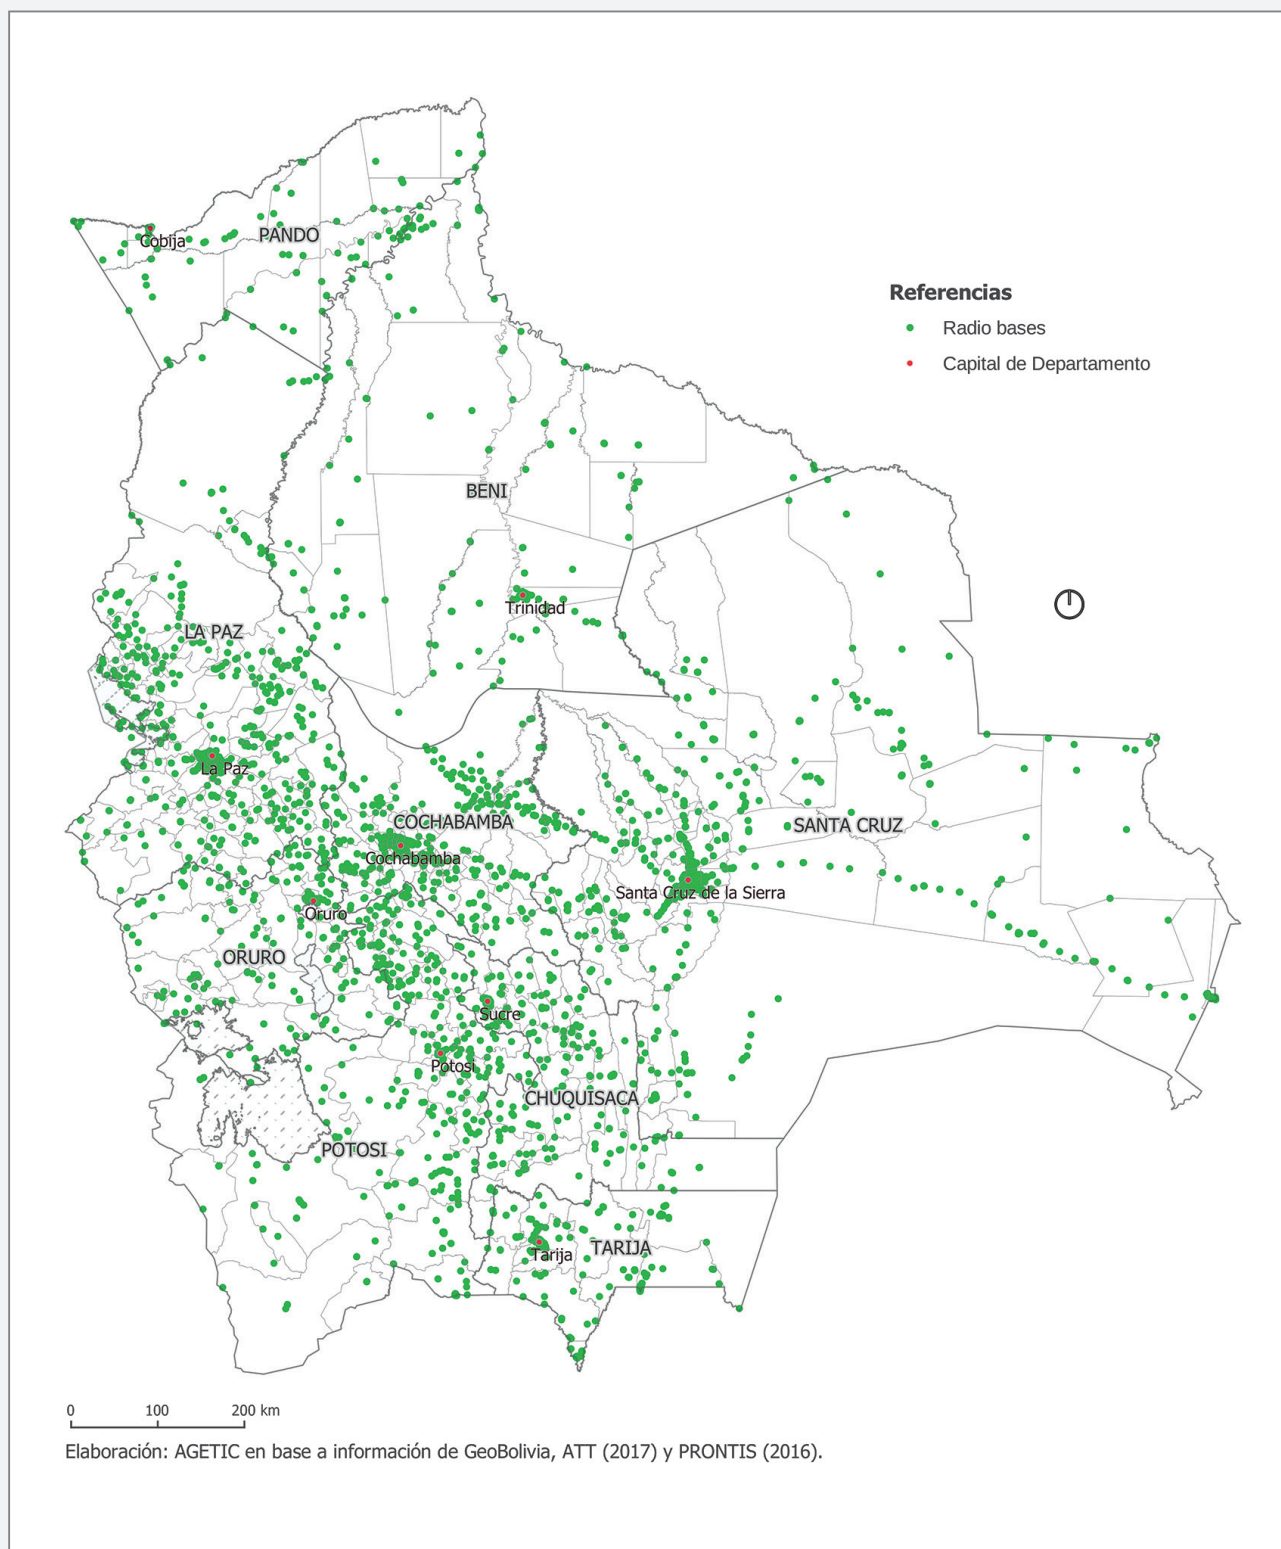 Cobija
PANDO
Referencias
Radio bases
Capital de Departamento
BENI
Trinidad
LA PAZ
La Paz
COCHABAMBA
SANTA CRUZ
Cochabamba
Santa Cruz de la Sierra
Oruro
ORURO
Sucre
Potosi
CHUQUISACA
POTOSI
TARIJA
Tarija
0 100 200 km
Elaboración: AGETIC en base a información de GeoBolivia, ATT (2017) y PRONTIS (2016).